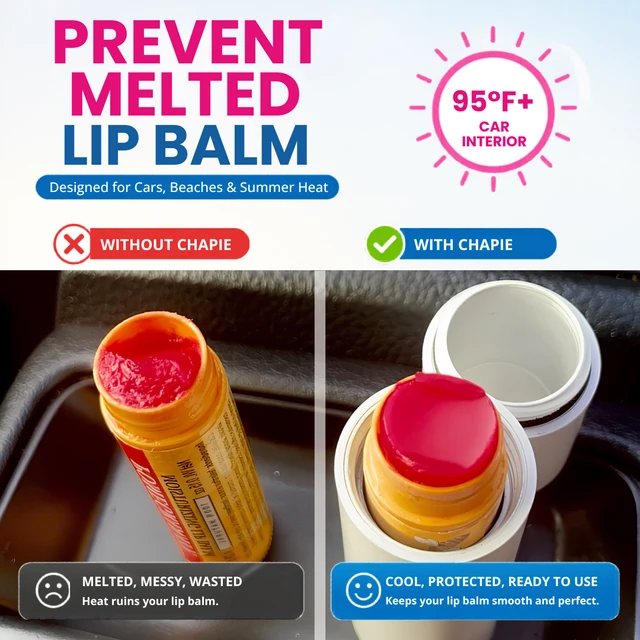 PREVENT
MELTED
LIP BALM
Designed for Cars, Beaches & Summer Heat
95°F+
CAR
INTERIOR
WITHOUT CHAPIE
WITH CHAPIE
MELTED, MESSY, WASTED
Heat ruins your lip balm.
COOL, PROTECTED, READY TO USE
Keeps your lip balm smooth and perfect.